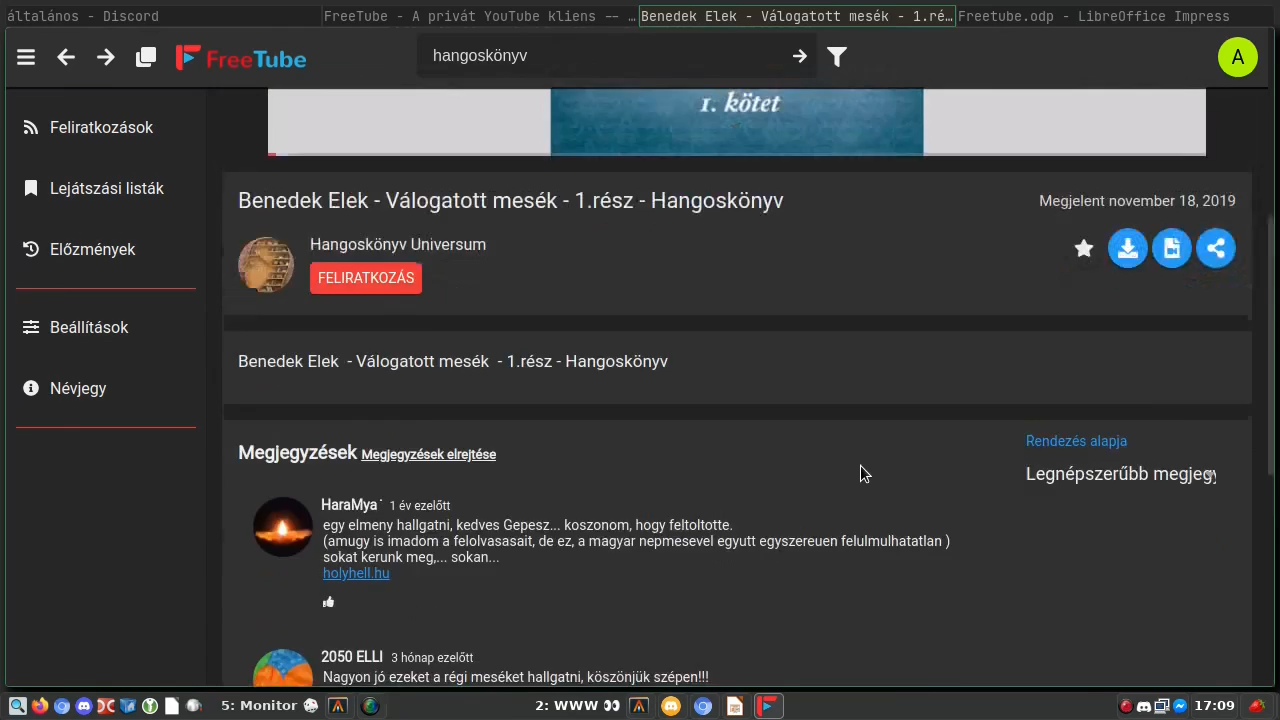 általános - Discord
FreeTube - A privát YouTube kliens -- …
Benedek Elek - Válogatott mesék - 1.ré…
Freetube.odp - LibreOffice Impress
FreeTube
hangoskönyv
A
1. kötet
Feliratkozások
Lejátszási listák
Előzmények
Beállítások
Névjegy
Benedek Elek - Válogatott mesék - 1.rész - Hangoskönyv
Megjelent november 18, 2019
Hangoskönyv Universum
FELIRATKOZÁS
Benedek Elek - Válogatott mesék - 1.rész - Hangoskönyv
Megjegyzések Megjegyzések elrejtése
Rendezés alapja
Legnépszerűbb megjegy
HaraMya˙ 1 év ezelőtt
egy elmeny hallgatni, kedves Gepesz... koszonom, hogy feltoltotte.
(amugy is imadom a felolvasasait, de ez, a magyar nepmesevel egyutt egyszereuen felulmulhatatlan )
sokat kerunk meg,... sokan...
holyhell.hu
2050 ELLI 3 hónap ezelőtt
Nagyon jó ezeket a régi meséket hallgatni, köszönjük szépen!!!
5: Monitor
2: WWW
17:09